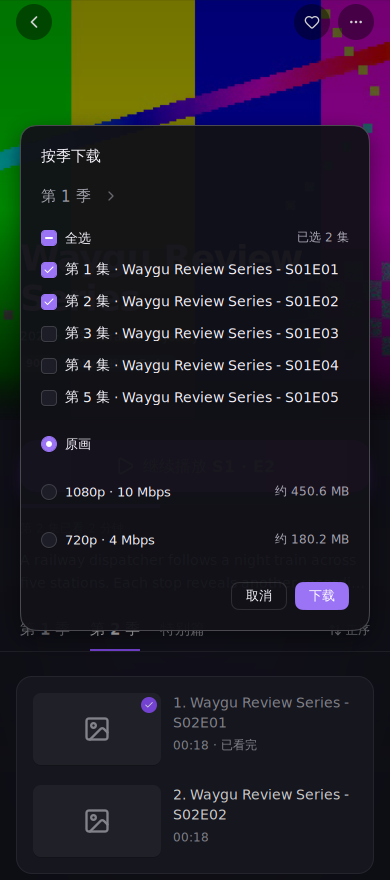 按季下载
第 1 季
全选
已选 2 集
第 1 集 · Waygu Review Series - S01E01
第 2 集 · Waygu Review Series - S01E02
第 3 集 · Waygu Review Series - S01E03
第 4 集 · Waygu Review Series - S01E04
第 5 集 · Waygu Review Series - S01E05
原画
1080p · 10 Mbps
约 450.6 MB
720p · 4 Mbps
约 180.2 MB
取消
下载
第 1 季
第 2 季
特别篇
正序
1. Waygu Review Series -
S02E01
00:18 · 已看完
2. Waygu Review Series -
S02E02
00:18